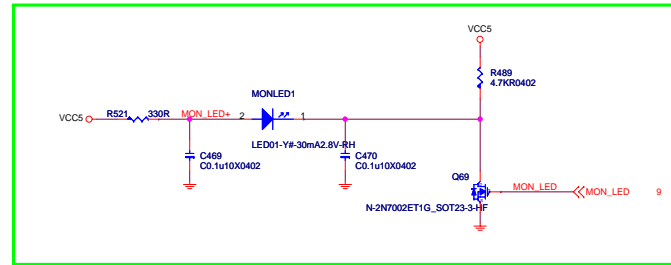 VCC5
R489
4.7KR0402
MONLED1
VCC5
R521
330R
MON_LED+
2
1
LED01-Y#-30mA2.8V-RH
C469
C0.1u10X0402
C470
C0.1u10X0402
Q69
MON_LED
MON_LED
9
N-2N7002ET1G_SOT23-3-HF